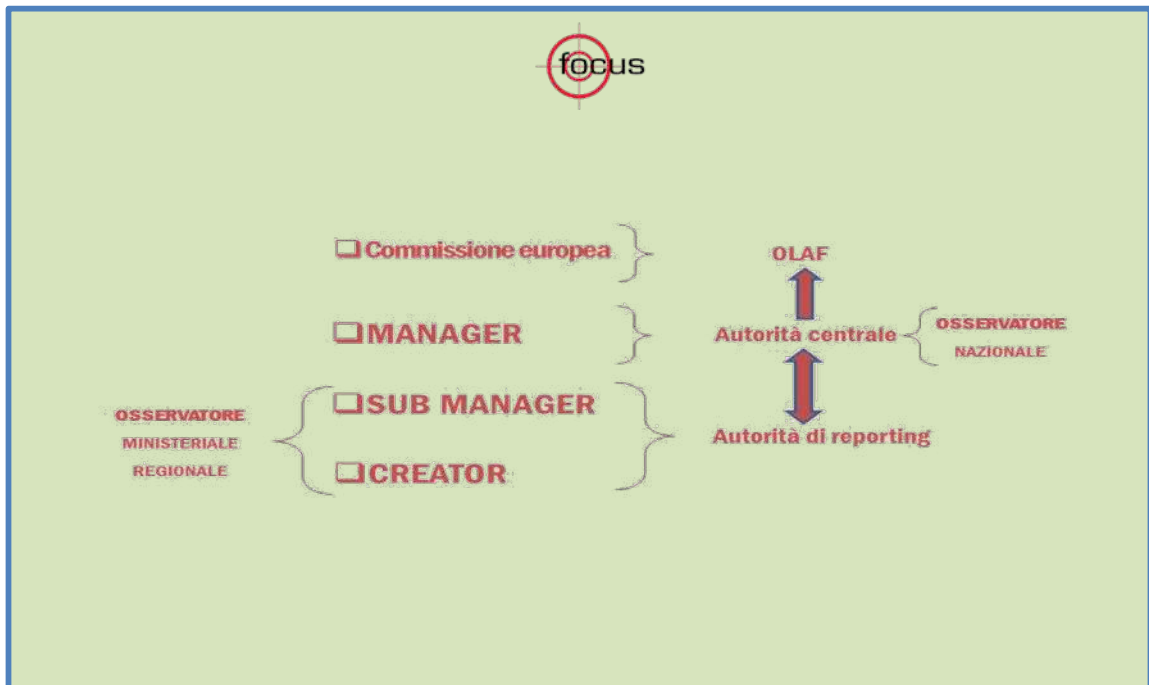 focus
Commissione europea
OLAF
MANAGER
Autorità centrale
OSSERVATORE
NAZIONALE
SUB MANAGER
OSSERVATORE
MINISTERIALE
REGIONALE
Autorità di reporting
CREATOR